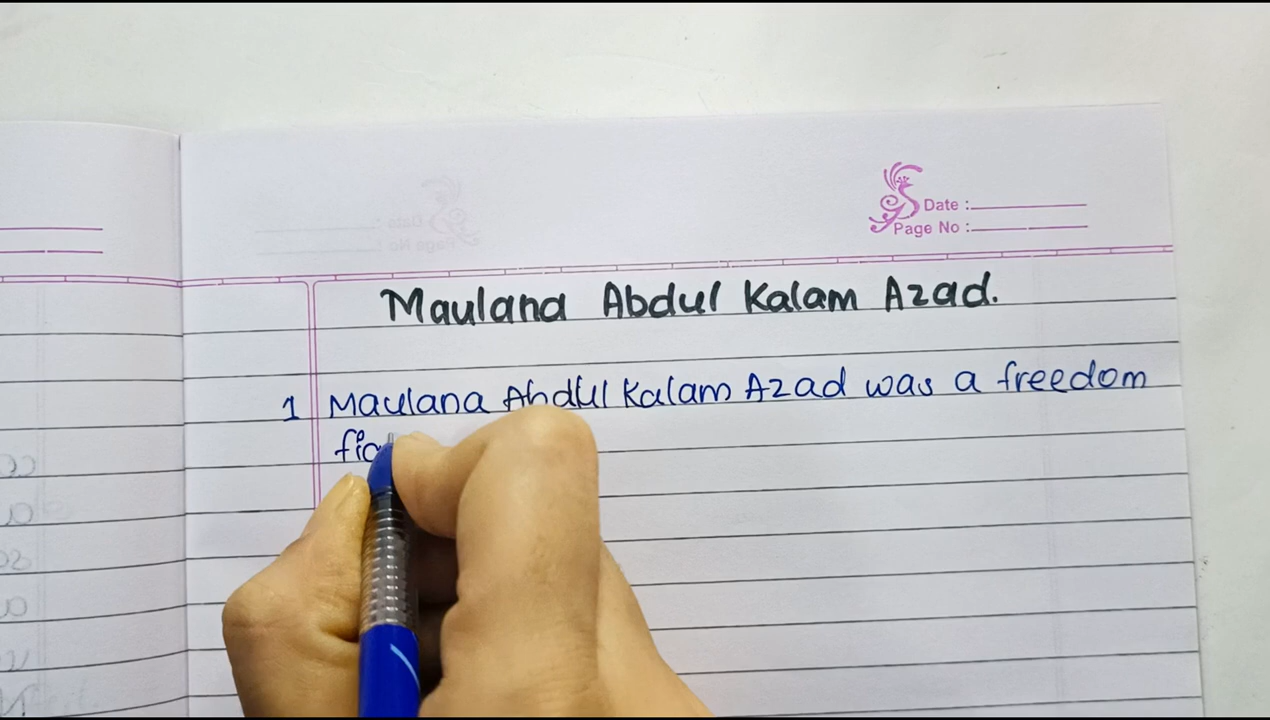 Date :
Page No :
Maulana Abdul Kalam Azad.
1 Maulana Abdul Kalam Azad was a freedom